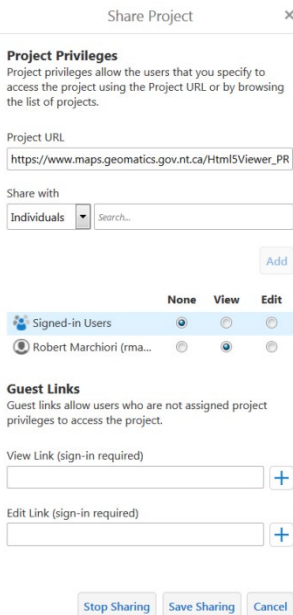 Share Project
Project Privileges
Project privileges allow the users that you specify to
access the project using the Project URL or by browsing
the list of projects.
Project URL
https://www.maps.geomatics.gov.nt.ca/Html5Viewer_PR
Share with
Individuals Search...
Add
None View Edit
Signed-in Users
Robert Marchiori (rma...
Guest Links
Guest links allow users who are not assigned project
privileges to access the project.
View Link (sign-in required)
Edit Link (sign-in required)
Stop Sharing Save Sharing Cancel